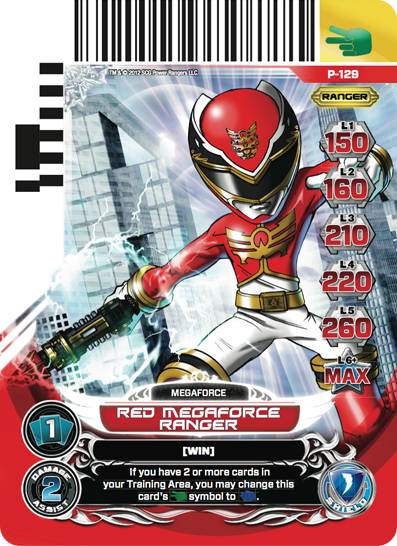 TM & © 2012 SCG Power Rangers LLC
P-129
RANGER
L1
150
L2
160
L3
210
L4
220
L5
260
L6+
MAX
MEGAFORCE
RED MEGAFORCE
RANGER
1
[WIN]
DAMAGE
2
ASSIST
If you have 2 or more cards in
your Training Area, you may change this
card's symbol to .
SHIELD